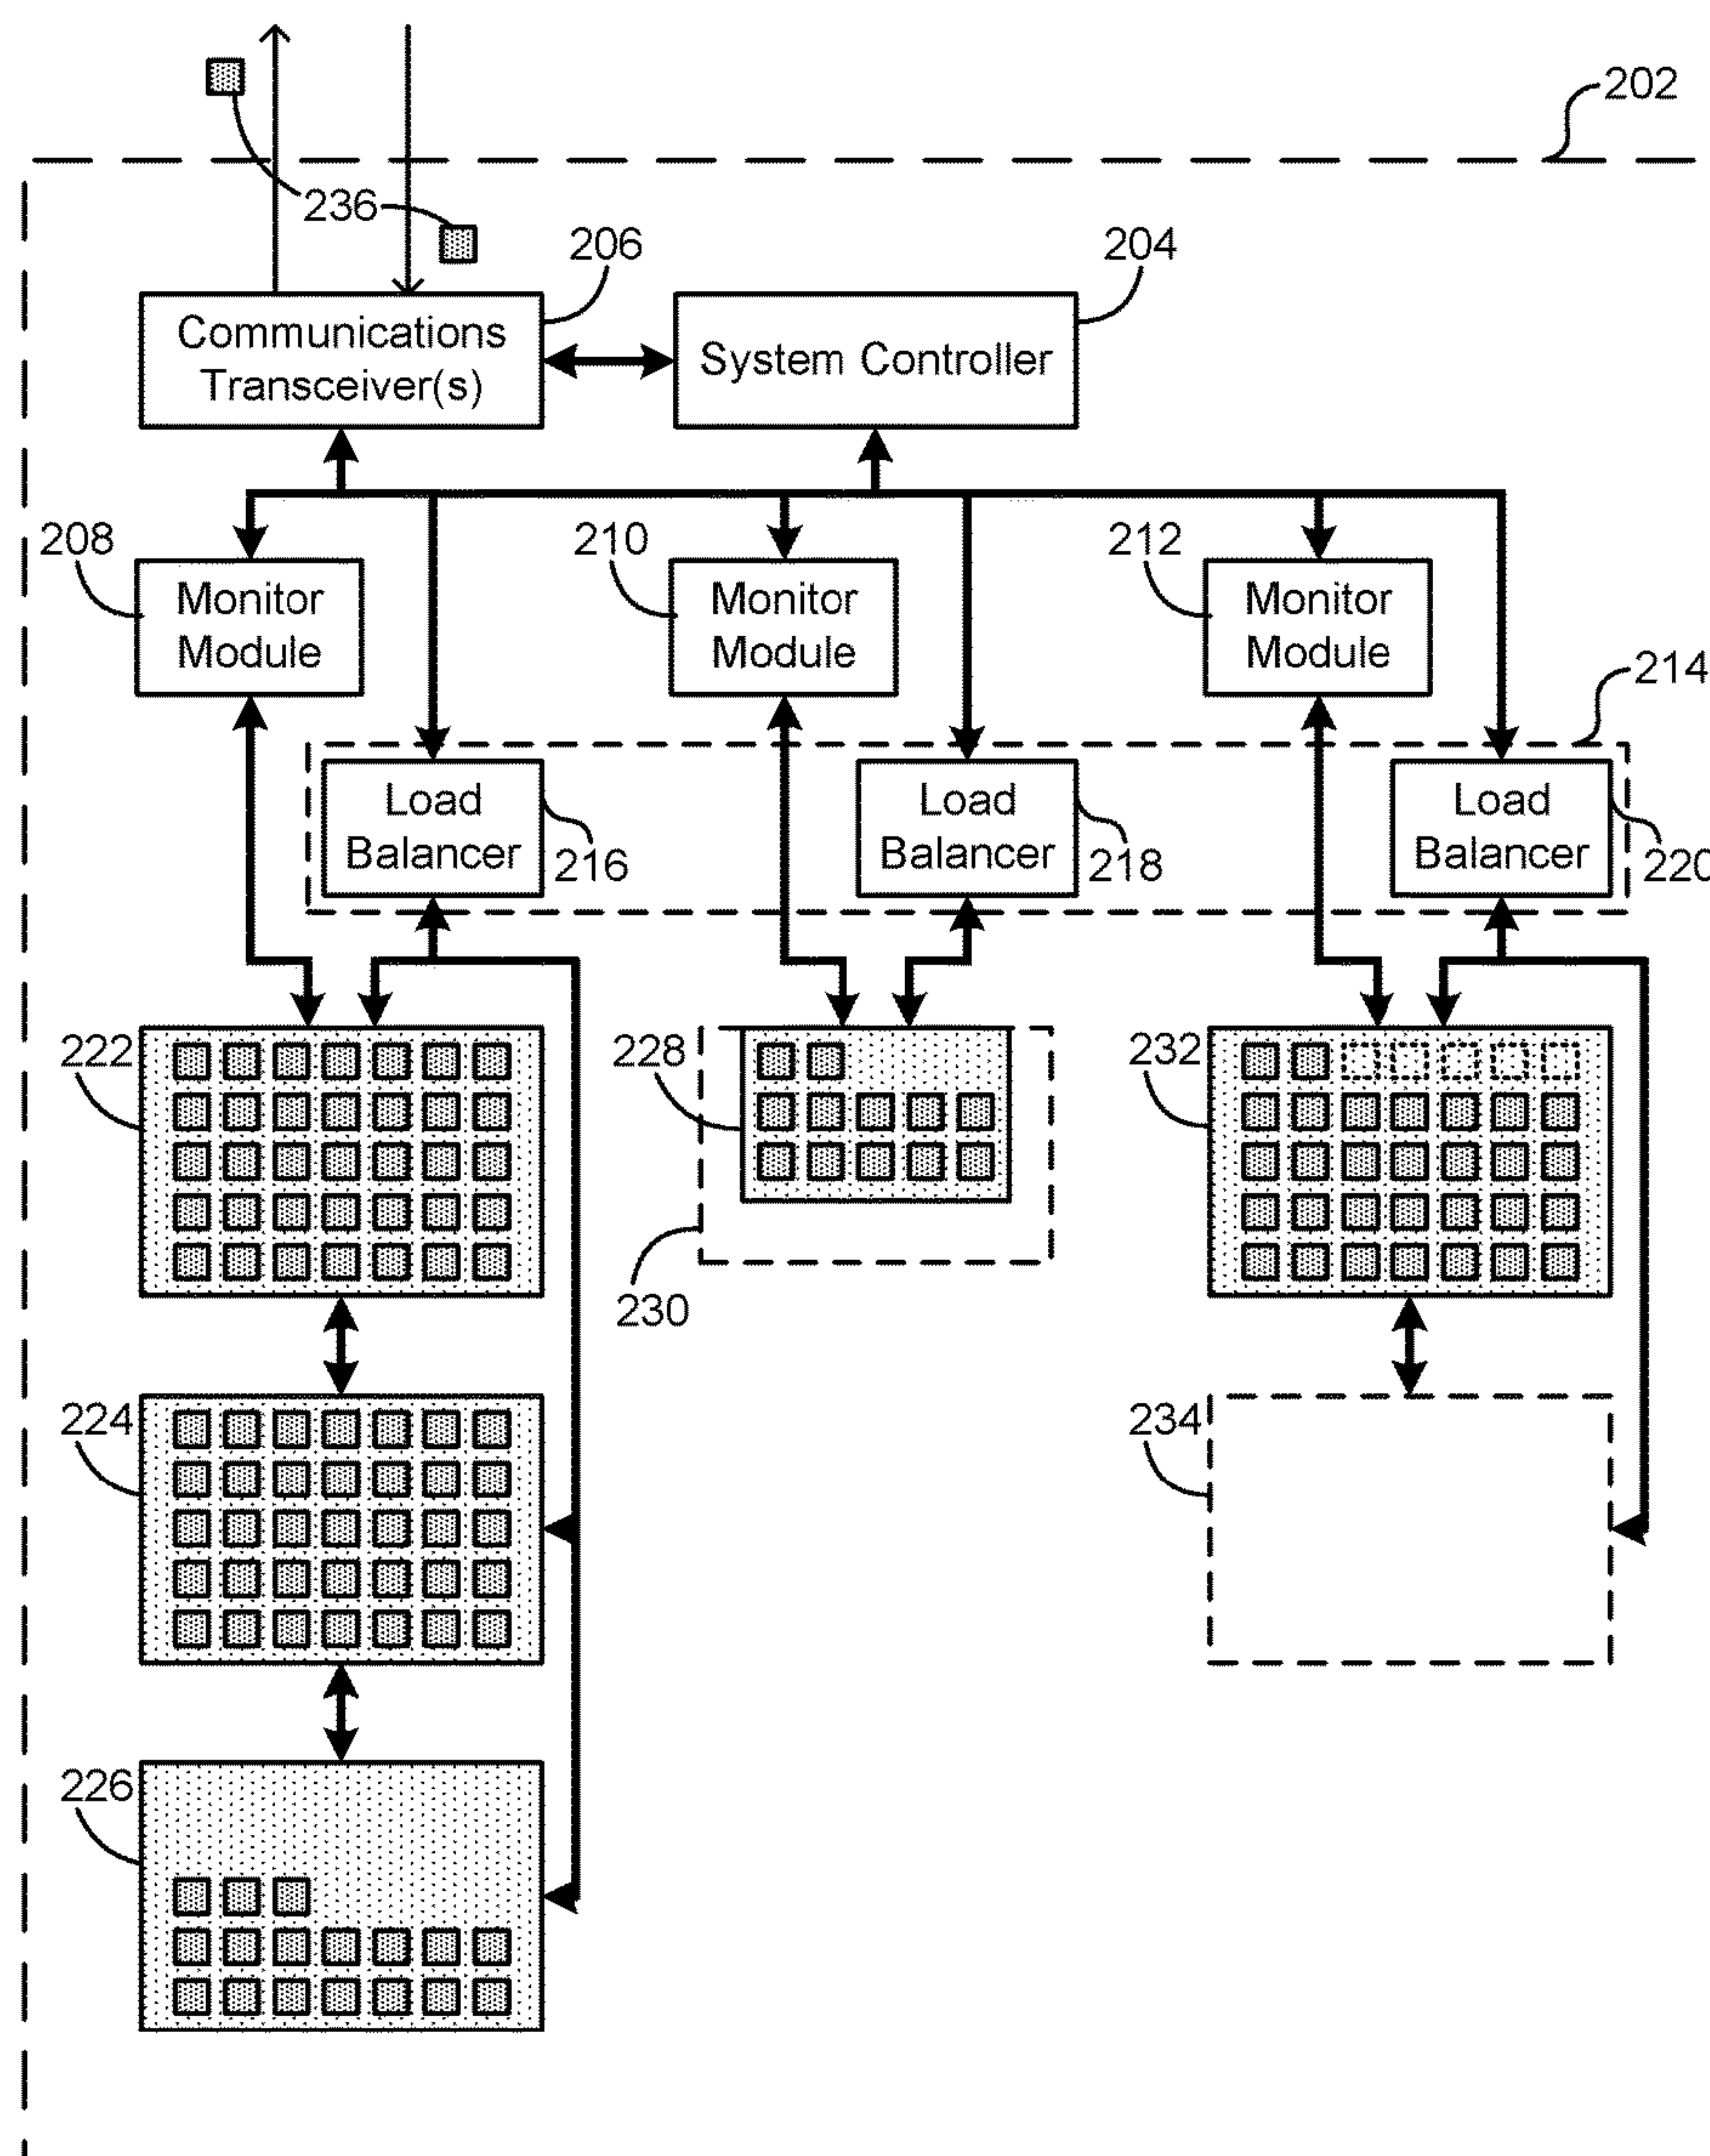 202
236
206
204
Communications
Transceiver(s)
System Controller
208
210
212
Monitor
Module
Monitor
Module
Monitor
Module
214
Load
Balancer
216
Load
Balancer
218
Load
Balancer
220
222
228
232
230
224
234
226